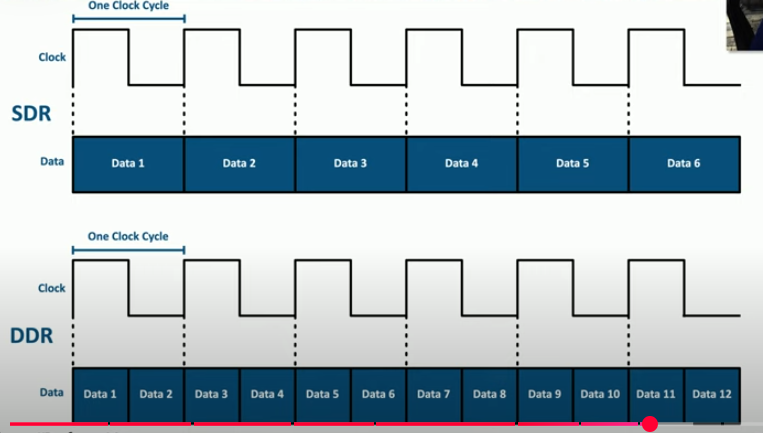 One Clock Cycle
Clock
SDR
Data
Data 1 Data 2 Data 3 Data 4 Data 5 Data 6
One Clock Cycle
Clock
DDR
Data
Data 1 Data 2 Data 3 Data 4 Data 5 Data 6 Data 7 Data 8 Data 9 Data 10 Data 11 Data 12